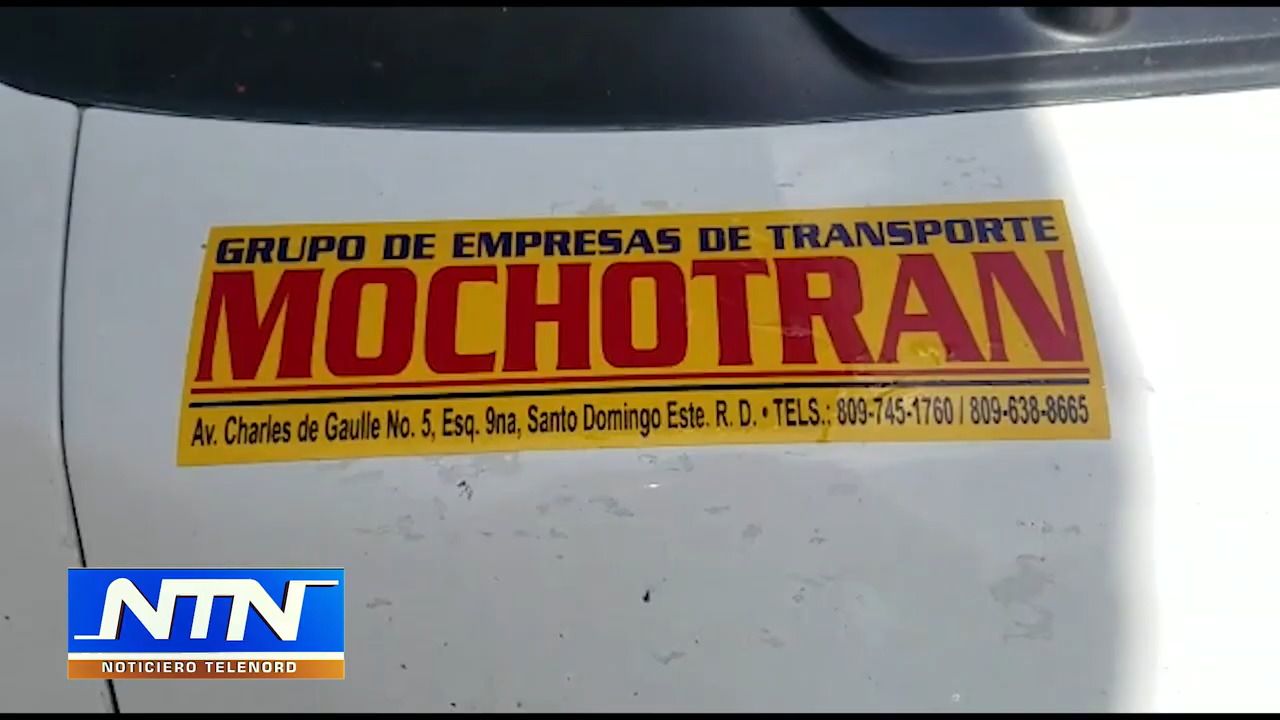 GRUPO DE EMPRESAS DE TRANSPORTE
MOCHOTRAN
Av. Charles de Gaulle No. 5, Esq. 9na, Santo Domingo Este. R. D. • TELS.: 809-745-1760 / 809-638-8665
NTN
NOTICIERO TELENORD